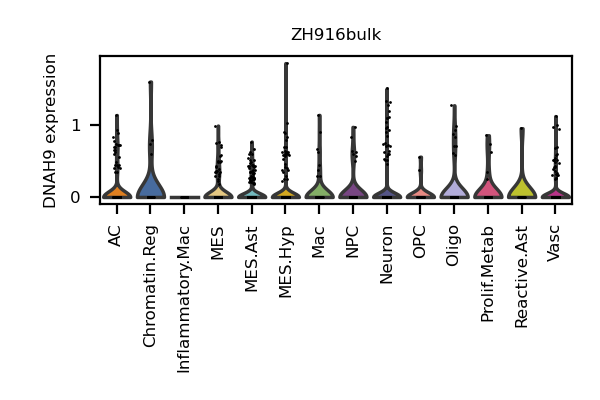 ZH916bulk
DNAH9 expression
1
0
AC
Chromatin.Reg
Inflammatory.Mac
MES
MES.Ast
MES.Hyp
Mac
NPC
Neuron
OPC
Oligo
Prolif.Metab
Reactive.Ast
Vasc